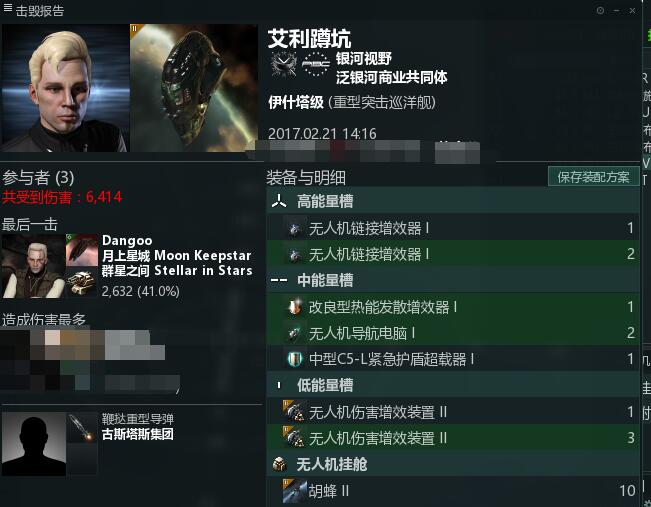 击毁报告
艾利蹲坑
银河视野
泛银河商业共同体
伊什塔级 (重型突击巡洋舰)
2017.02.21 14:16
参与者 (3)
共受到伤害：6,414
最后一击
Dangoo
月上星城 Moon Keepstar
群星之间 Stellar in Stars
2,632 (41.0%)
造成伤害最多
鞭挞重型导弹
古斯塔斯集团
装备与明细
保存装配方案
高能量槽
无人机链接增效器 I 1
无人机链接增效器 I 2
中能量槽
改良型热能发散增效器 I 1
无人机导航电脑 I 2
中型C5-L紧急护盾超载器 I 1
低能量槽
无人机伤害增效装置 II 1
无人机伤害增效装置 II 3
无人机挂舱
胡蜂 II 10